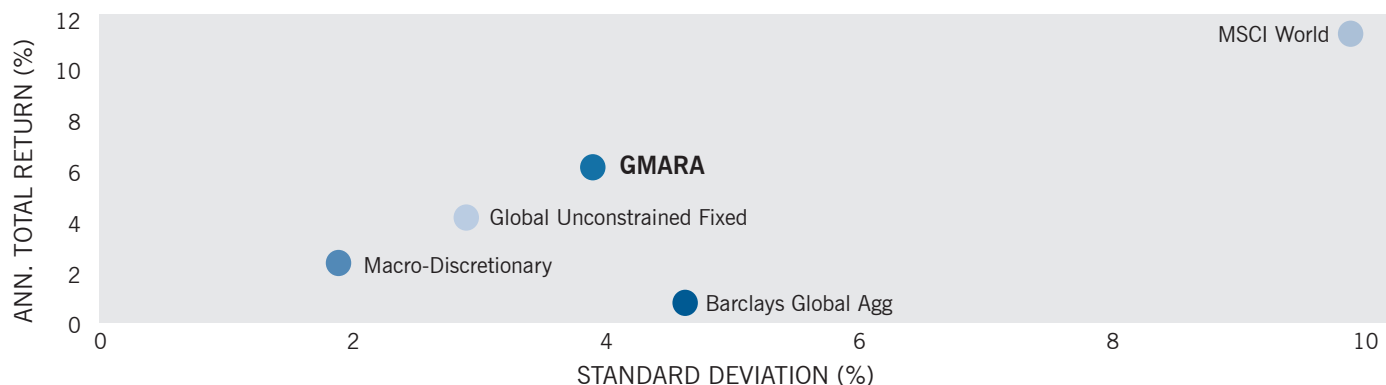 ANN. TOTAL RETURN (%)
12
10
8
6
4
2
0
MSCI World
GMARA
Global Unconstrained Fixed
Macro-Discretionary
Barclays Global Agg
0 2 4 6 8 10
STANDARD DEVIATION (%)